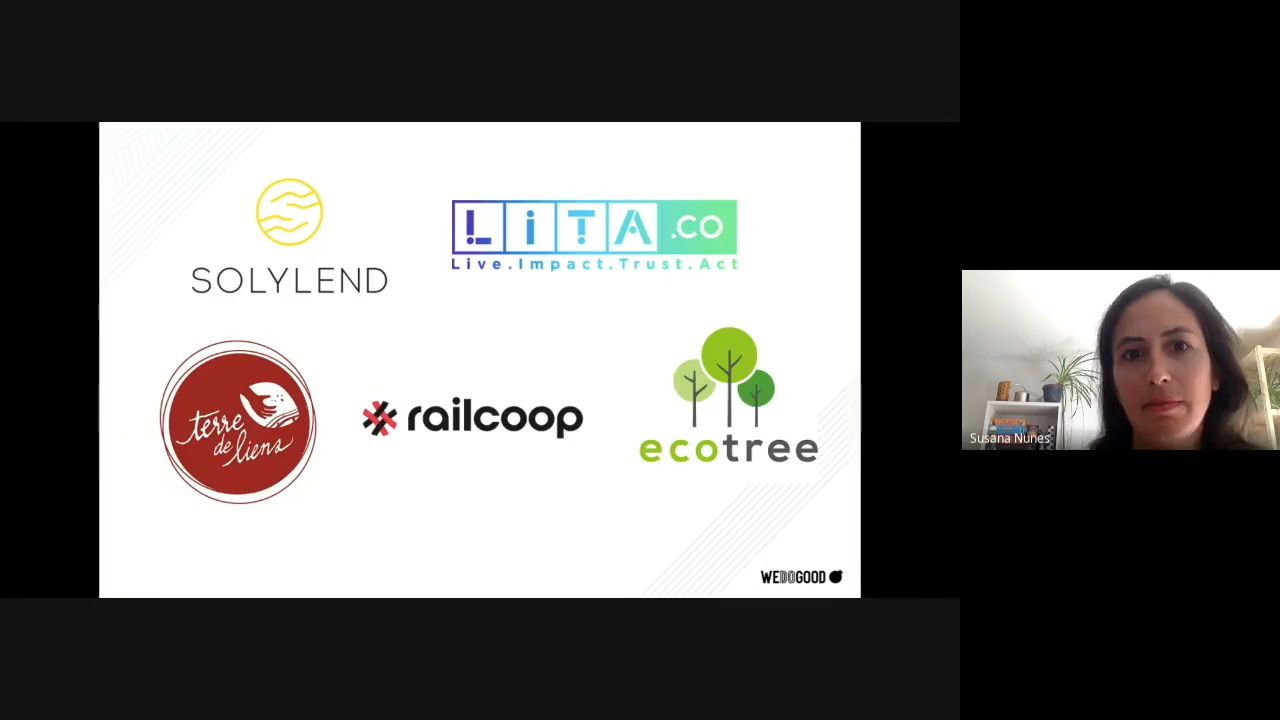 SOLYLEND
LiTA.CO
Live.Impact.Trust.Act
terre
de
liens
railcoop
ecotree
WEDOGOOD
Susana Nunes